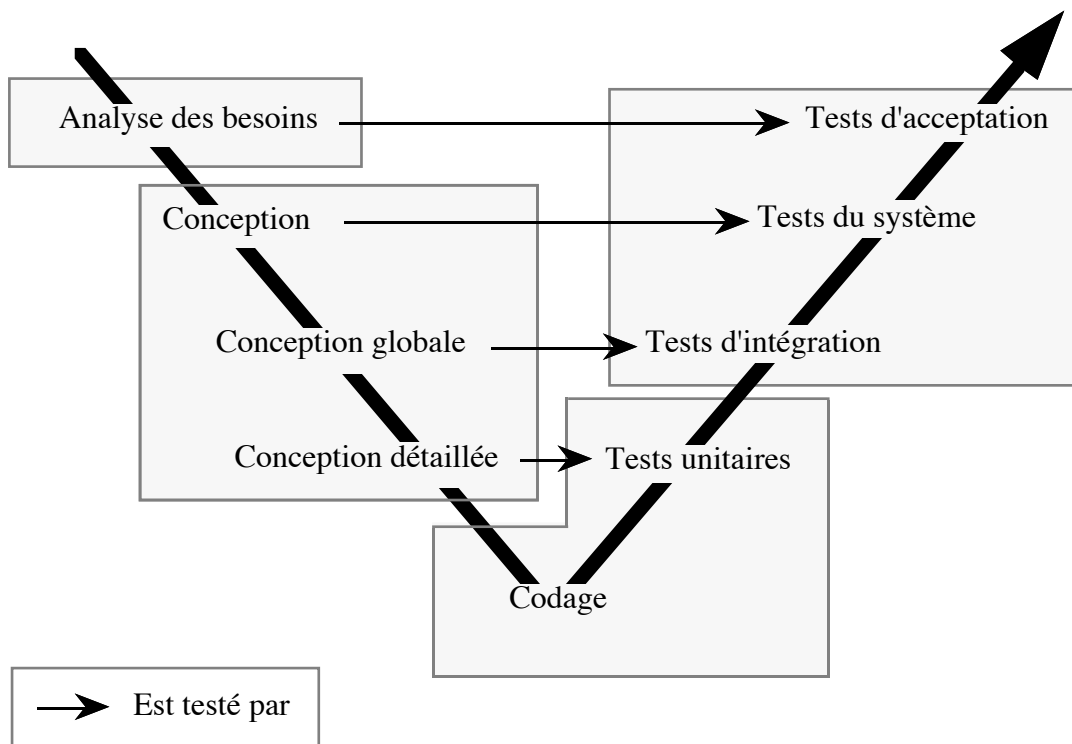 Analyse des besoins
Tests d'acceptation
Conception
Tests du système
Conception globale
Tests d'intégration
Conception détaillée
Tests unitaires
Codage
Est testé par